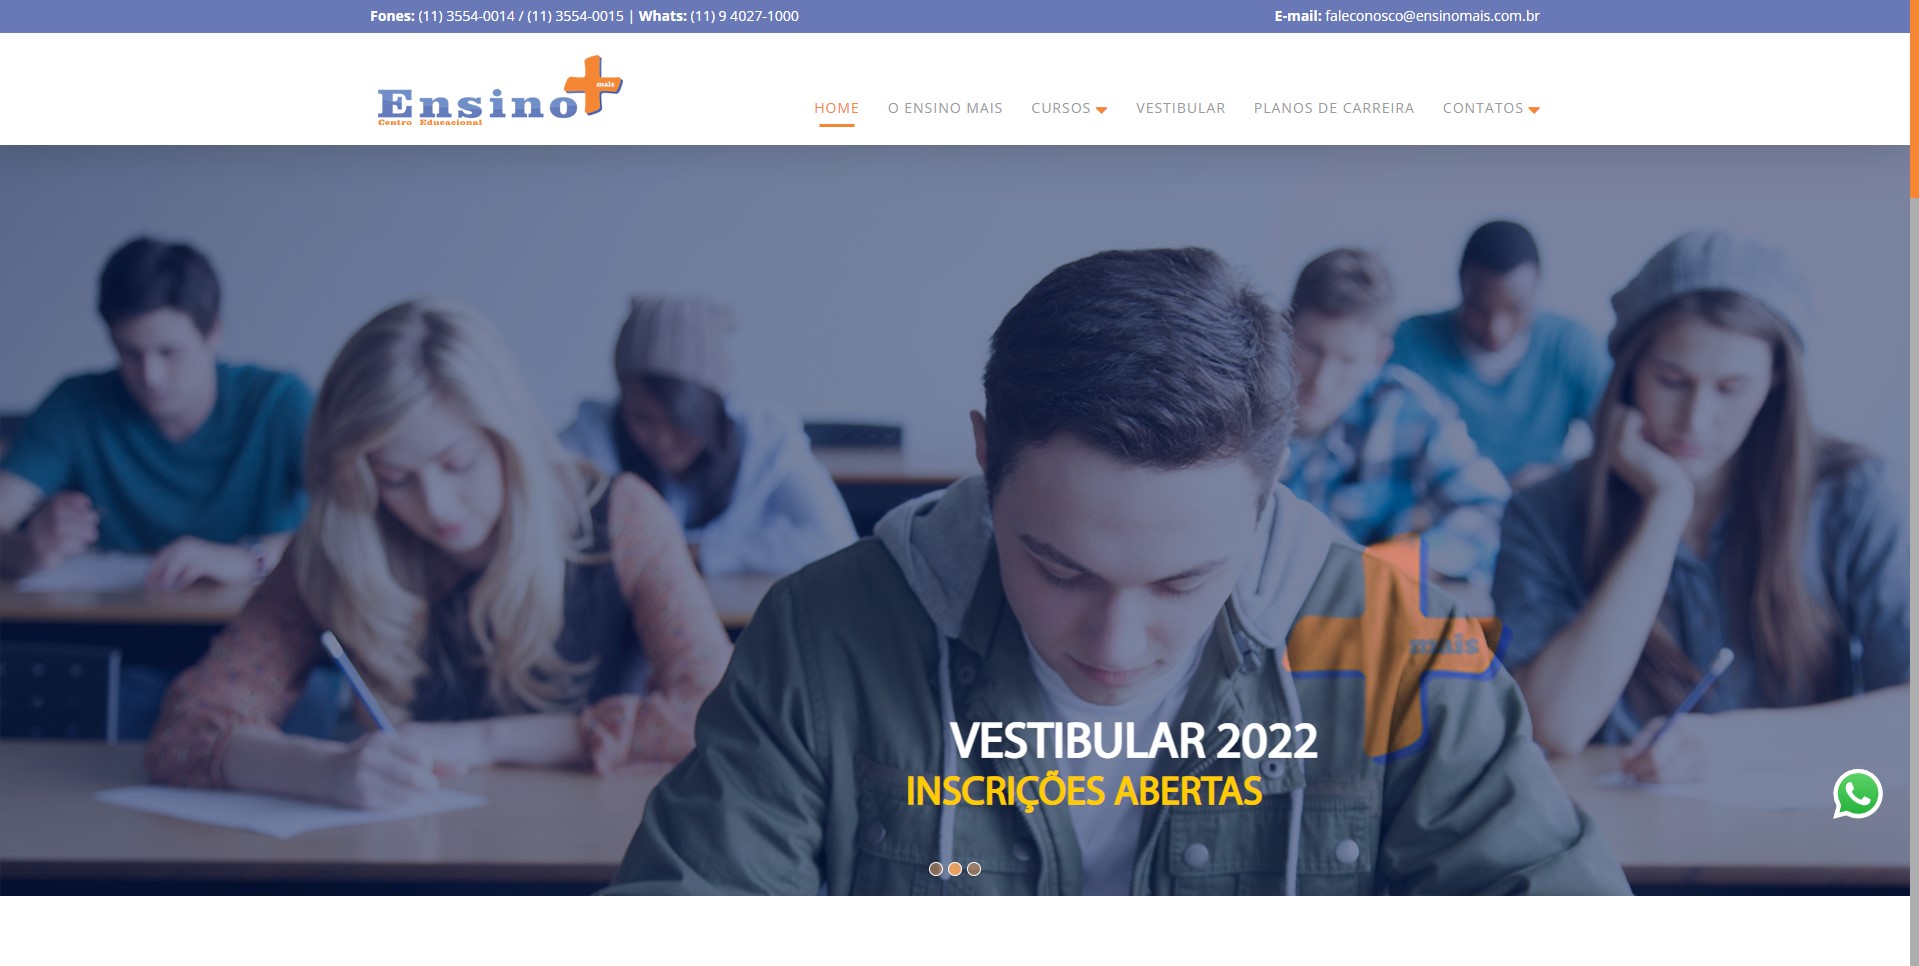 Fones: (11) 3554-0014 / (11) 3554-0015 | Whats: (11) 9 4027-1000
E-mail: faleconosco@ensinomais.com.br
Ensino mais
Centro Educacional
HOME
O ENSINO MAIS
CURSOS
VESTIBULAR
PLANOS DE CARREIRA
CONTATOS
mais
VESTIBULAR 2022
INSCRIÇÕES ABERTAS